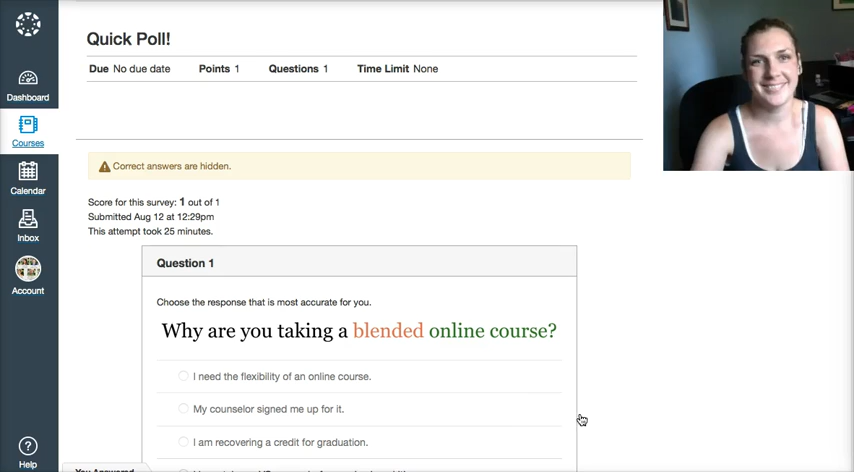 Quick Poll!
Due No due date Points 1 Questions 1 Time Limit None
Dashboard
Courses
Calendar
Inbox
Account
Help
Correct answers are hidden.
Score for this survey: 1 out of 1
Submitted Aug 12 at 12:29pm
This attempt took 25 minutes.
Question 1
Choose the response that is most accurate for you.
Why are you taking a blended online course?
I need the flexibility of an online course.
My counselor signed me up for it.
I am recovering a credit for graduation.
You Answered